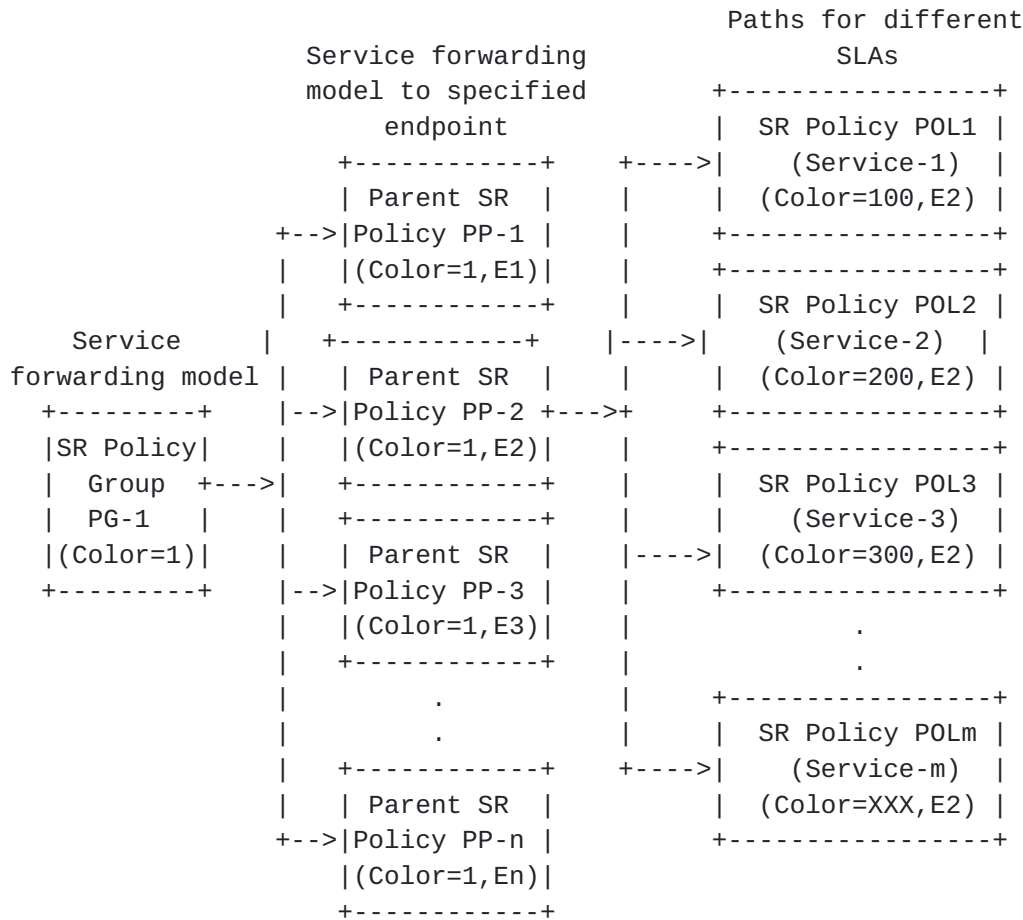 Paths for different
                   Service forwarding               SLAs
                   model to specified        +-----------------+
                        endpoint             |  SR Policy POL1 |
                     +------------+    +---->|    (Service-1)  |
                     | Parent SR  |    |     | (Color=100,E2)  |
                 +-->|Policy PP-1 |    |     +-----------------+
                 |   |(Color=1,E1)|    |     +-----------------+
                 |   +------------+    |     |  SR Policy POL2 |
    Service     |   +------------+    |---->|    (Service-2)  |
forwarding model |   | Parent SR  |    |     |  (Color=200,E2) |
  +---------+    |-->|Policy PP-2 +--->+     +-----------------+
  |SR Policy|    |   |(Color=1,E2)|    |     +-----------------+
  |  Group  +--->|   +------------+    |     |  SR Policy POL3 |
  |  PG-1   |    |   +------------+    |     |    (Service-3)  |
  |(Color=1)|    |   | Parent SR  |    |---->|  (Color=300,E2) |
  +---------+    |-->|Policy PP-3 |    |     +-----------------+
                 |   |(Color=1,E3)|    |              .
                 |   +------------+    |              .
                 |         .           |     +-----------------+
                 |         .           |     |  SR Policy POLm |
                 |   +------------+    +---->|    (Service-m)  |
                 |   | Parent SR  |          |  (Color=XXX,E2) |
                 +-->|Policy PP-n |          +-----------------+
                     |(Color=1,En)|
                     +------------+